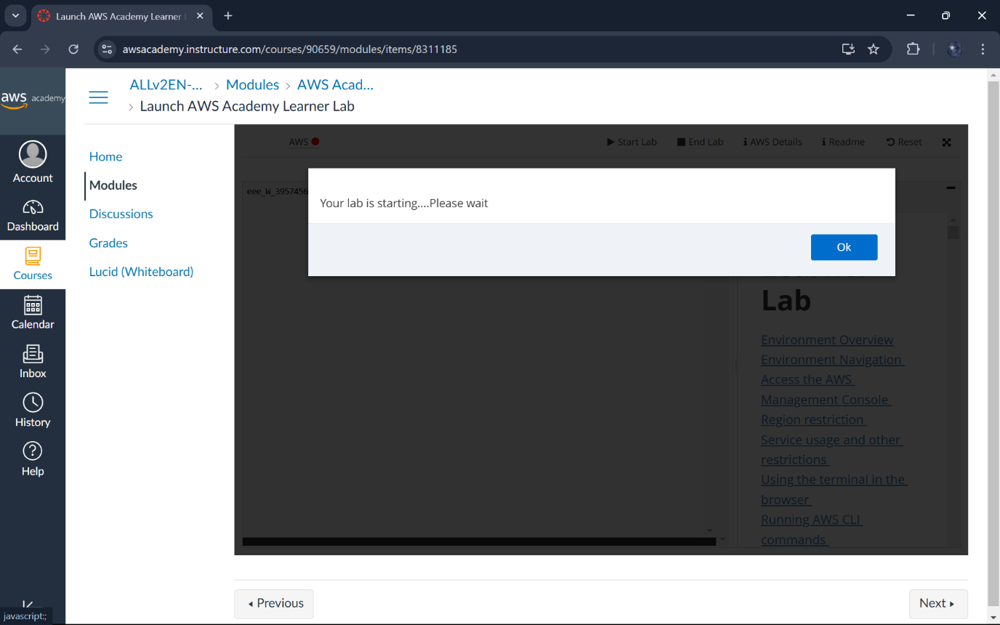 Launch AWS Academy Learner
awsacademy.instructure.com/courses/90659/modules/items/8311185
aws academy
Account
Dashboard
Courses
Calendar
Inbox
History
Help
javascript:;
ALLv2EN-... > Modules > AWS Acad...
> Launch AWS Academy Learner Lab
Home
Modules
Discussions
Grades
Lucid (Whiteboard)
AWS
Start Lab
End Lab
AWS Details
Readme
Reset
eee_W_3957456
Your lab is starting....Please wait
Ok
Lab
Environment Overview
Environment Navigation
Access the AWS
Management Console
Region restriction
Service usage and other
restrictions
Using the terminal in the
browser
Running AWS CLI
commands
Previous
Next